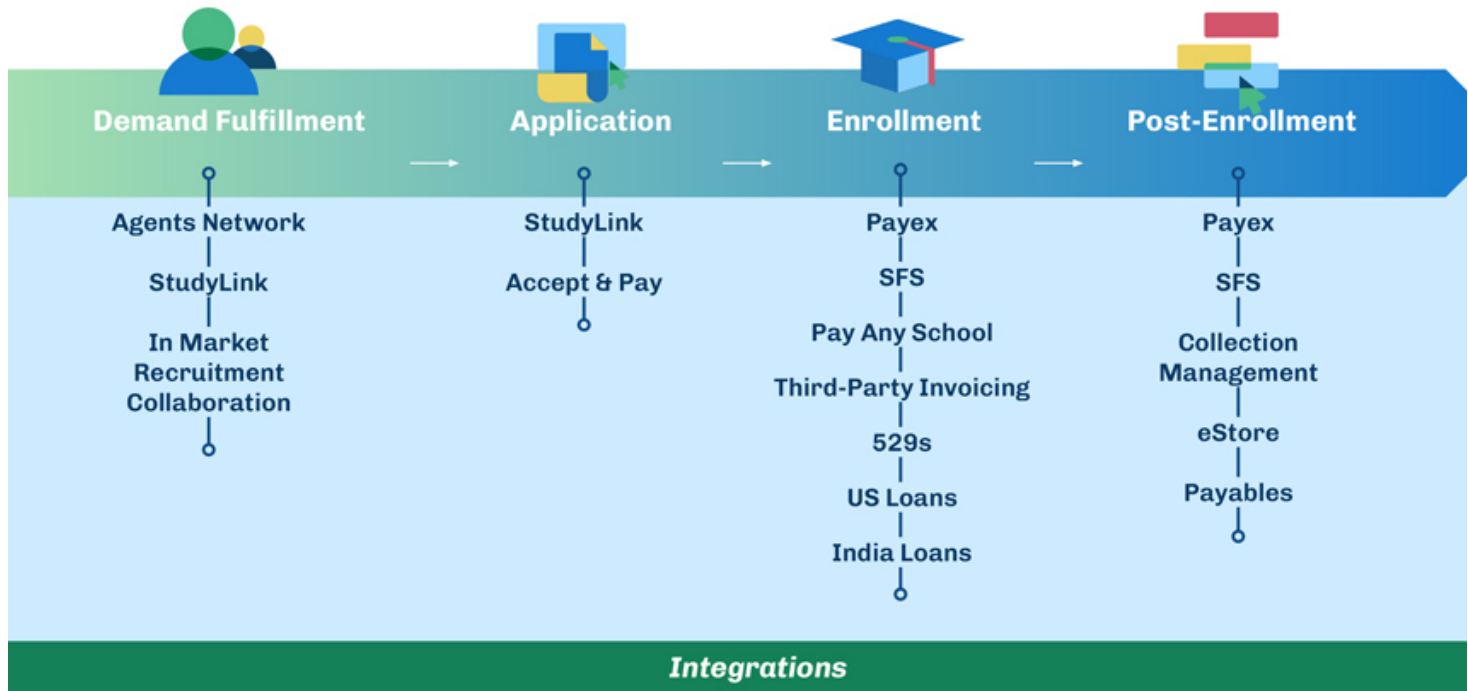 Demand Fulfillment
Application
Enrollment
Post-Enrollment
Agents Network
StudyLink
In Market
Recruitment
Collaboration
StudyLink
Accept & Pay
Payex
SFS
Pay Any School
Third-Party Invoicing
529s
US Loans
India Loans
Payex
SFS
Collection
Management
eStore
Payables
Integrations